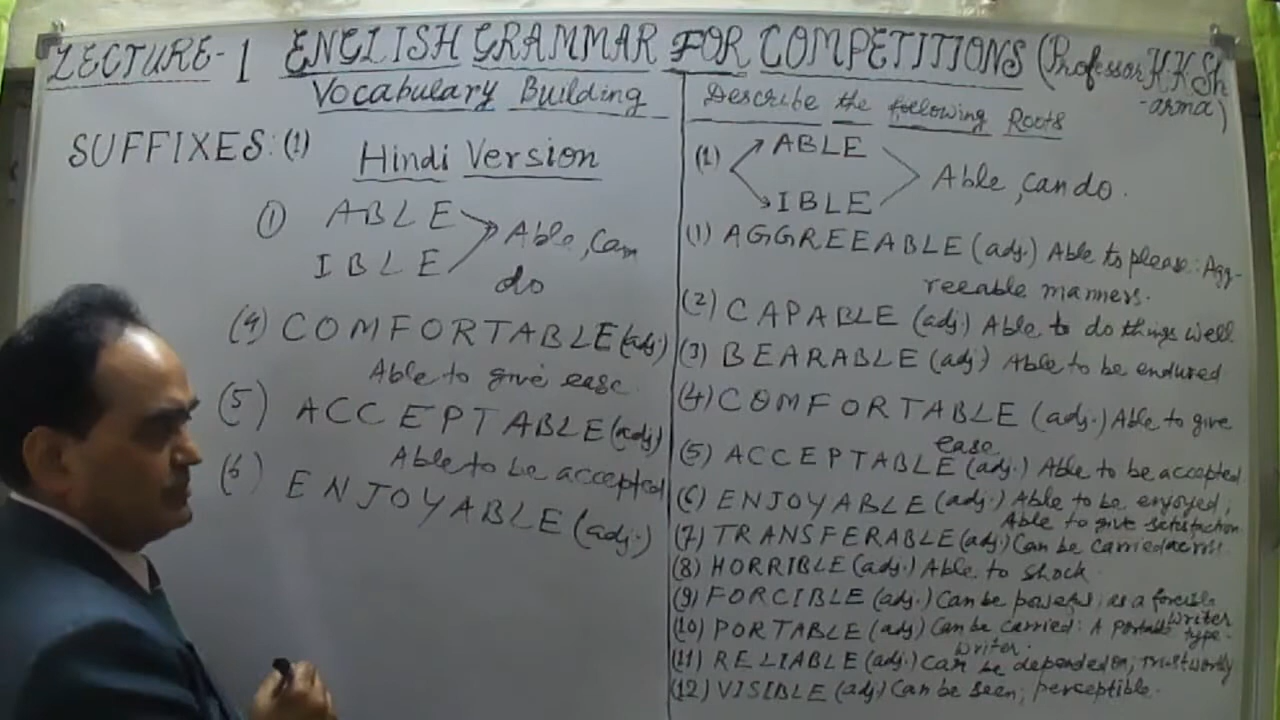 LECTURE-1 ENGLISH GRAMMAR FOR COMPETITIONS (Professor KKSh
-arma)
Vocabulary Building
SUFFIXES: (1)
Hindi Version
(1) ABLE
IBLE
Able, Can
do
(4) COMFORTABLE (adj)
Able to give ease.
(5) ACCEPTABLE (adj)
Able to be accepted
(6) ENJOYABLE (adj.)
Describe the following Roots
(1) ABLE
IBLE
Able, can do.
(1) AGGREEABLE (adj.) Able to please: Agg-
reeable manners.
(2) CAPABLE (adj) Able to do things well
(3) BEARABLE (adj.) Able to be endured
(4) COMFORTABLE (adj.) Able to give
ease
(5) ACCEPTABLE (adj.) Able to be accepted
(6) ENJOYABLE (adj.) Able to be enjoyed,
Able to give satisfaction
(7) TRANSFERABLE (adj.) Can be carried across.
(8) HORRIBLE (adj.) Able to shock
(9) FORCIBLE (adj.) Can be powerful, as a forcible
writer
(10) PORTABLE (adj) Can be carried: A portable type-
writer.
(11) RELIABLE (adj.) Can be depended on, trustworthy
(12) VISIBLE (adj) Can be seen, perceptible.